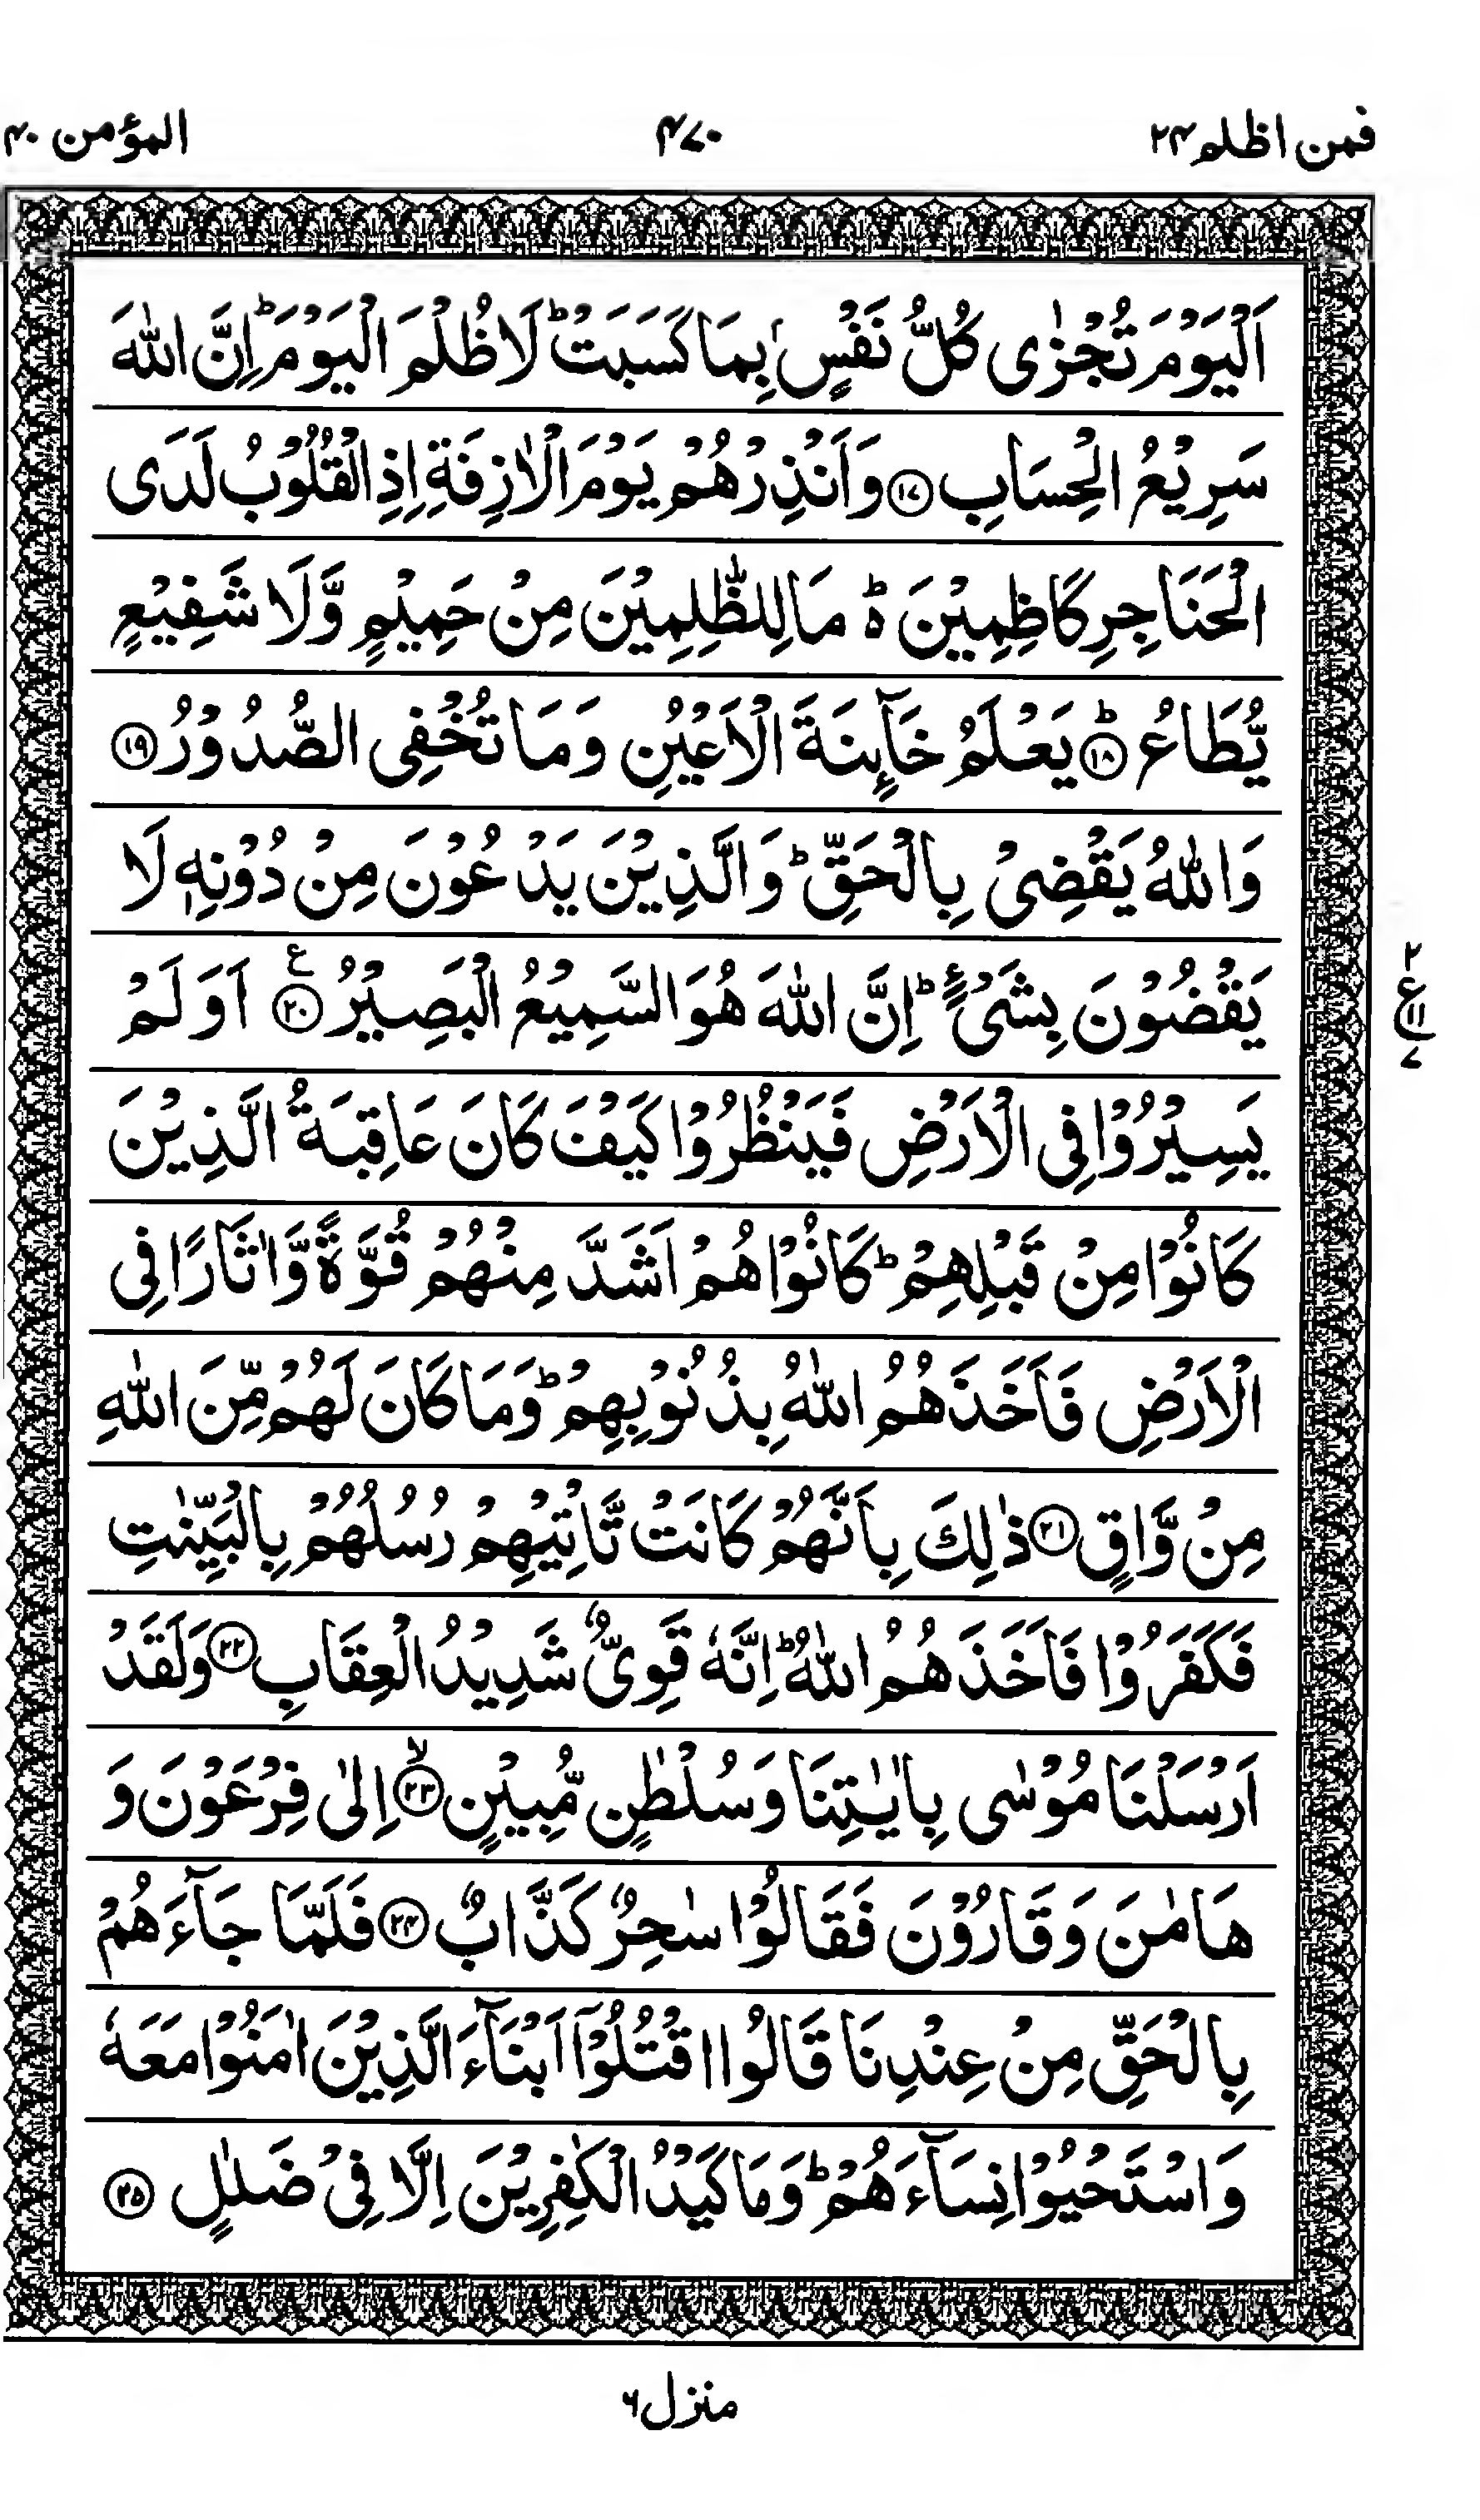 فمن اظلم ۲۴ ۴۷۰ المؤمن ۴۰
اَلْيَوْمَ تُجْزٰى كُلُّ نَفْسٍۢ بِمَا كَسَبَتْ ؕ لَا ظُلْمَ الْيَوْمَ ؕ اِنَّ اللّٰهَ
سَرِيْعُ الْحِسَابِ ﴿۱۷﴾ وَاَنْذِرْهُمْ يَوْمَ الْاٰزِفَةِ اِذِ الْقُلُوْبُ لَدَى
الْحَنَاجِرِ كَاظِمِيْنَ ۬ؕ مَا لِلظّٰلِمِيْنَ مِنْ حَمِيْمٍ وَّلَا شَفِيْعٍ
يُّطَاعُ ؕ﴿۱۸﴾ يَعْلَمُ خَآئِنَةَ الْاَعْيُنِ وَمَا تُخْفِى الصُّدُوْرُ ﴿۱۹﴾
وَاللّٰهُ يَقْضِىْ بِالْحَقِّ ؕ وَالَّذِيْنَ يَدْعُوْنَ مِنْ دُوْنِهٖ لَا
يَقْضُوْنَ بِشَىْءٍ ؕ اِنَّ اللّٰهَ هُوَ السَّمِيْعُ الْبَصِيْرُ ﴿۲۰﴾ ع اَوَ لَمْ
۲ ع ۱۱ ۷
يَسِيْرُوْا فِى الْاَرْضِ فَيَنْظُرُوْا كَيْفَ كَانَ عَاقِبَةُ الَّذِيْنَ
كَانُوْا مِنْ قَبْلِهِمْ ؕ كَانُوْا هُمْ اَشَدَّ مِنْهُمْ قُوَّةً وَّاٰثَارًا فِى
الْاَرْضِ فَاَخَذَهُمُ اللّٰهُ بِذُنُوْبِهِمْ ؕ وَمَا كَانَ لَهُمْ مِّنَ اللّٰهِ
مِنْ وَّاقٍ ﴿۲۱﴾ ذٰلِكَ بِاَنَّهُمْ كَانَتْ تَّاْتِيْهِمْ رُسُلُهُمْ بِالْبَيِّنٰتِ
فَكَفَرُوْا فَاَخَذَهُمُ اللّٰهُ ؕ اِنَّهٗ قَوِىٌّ شَدِيْدُ الْعِقَابِ ﴿۲۲﴾ وَلَقَدْ
اَرْسَلْنَا مُوْسٰى بِاٰيٰتِنَا وَسُلْطٰنٍ مُّبِيْنٍ ۙ﴿۲۳﴾ اِلٰى فِرْعَوْنَ وَ
هَامٰنَ وَقَارُوْنَ فَقَالُوْا سٰحِرٌ كَذَّابٌ ﴿۲۴﴾ فَلَمَّا جَآءَهُمْ
بِالْحَقِّ مِنْ عِنْدِنَا قَالُوا اقْتُلُوْۤا اَبْنَآءَ الَّذِيْنَ اٰمَنُوْا مَعَهٗ
وَاسْتَحْيُوْا نِسَآءَهُمْ ؕ وَمَا كَيْدُ الْكٰفِرِيْنَ اِلَّا فِىْ ضَلٰلٍ ﴿۲۵﴾
منزل ۶